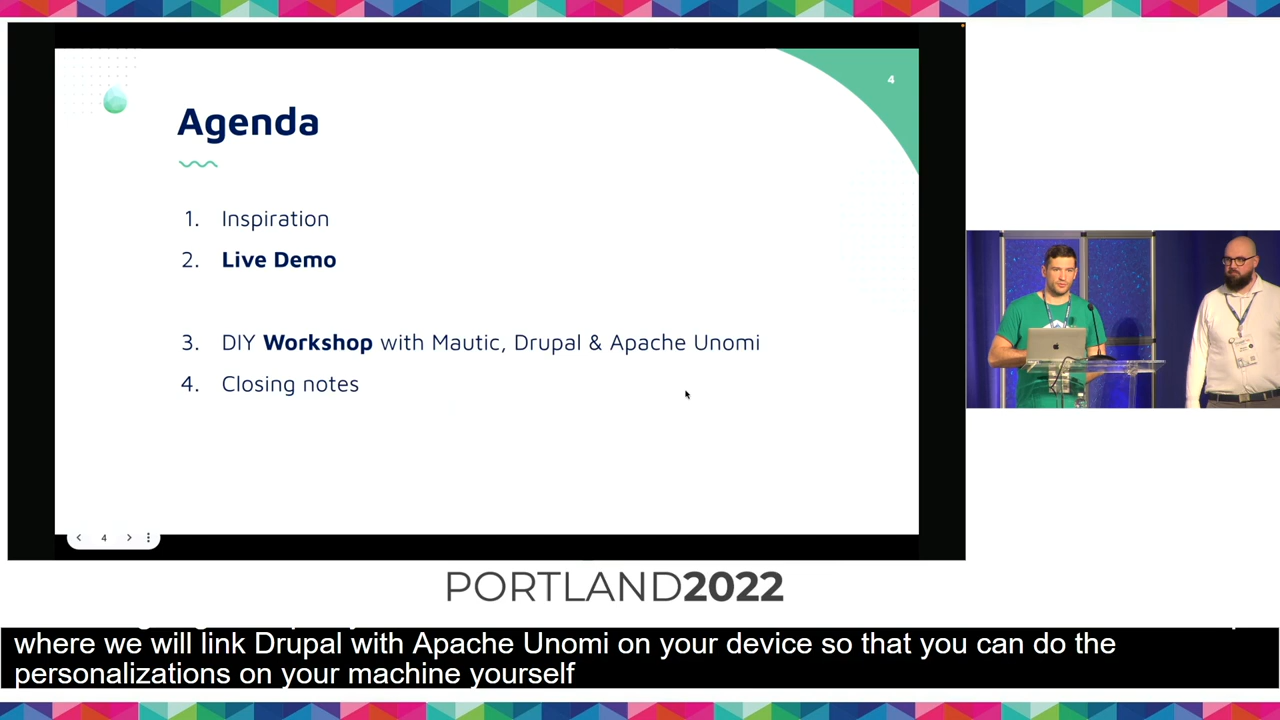 4
Agenda
1. Inspiration
2. Live Demo
3. DIY Workshop with Mautic, Drupal & Apache Unomi
4. Closing notes
4
PORTLAND2022
where we will link Drupal with Apache Unomi on your device so that you can do the
personalizations on your machine yourself